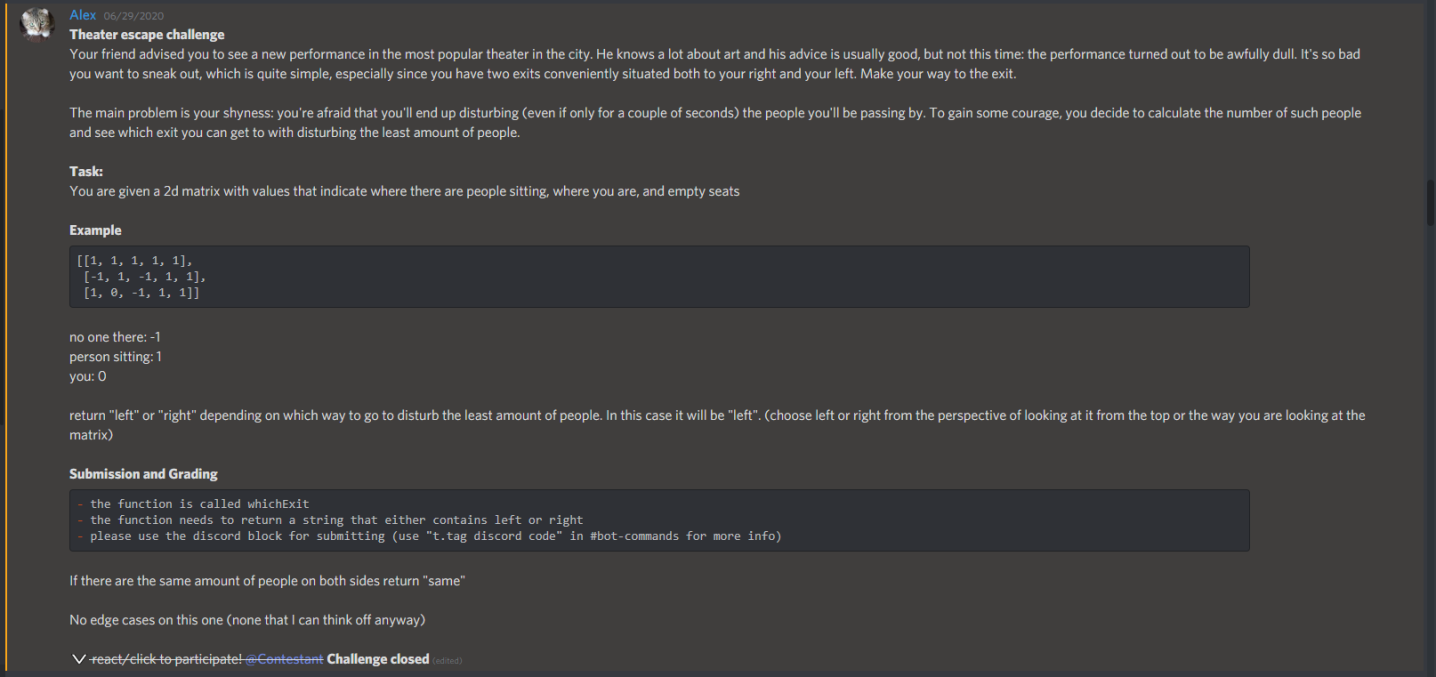 Alex 06/29/2020
Theater escape challenge
Your friend advised you to see a new performance in the most popular theater in the city. He knows a lot about art and his advice is usually good, but not this time: the performance turned out to be awfully dull. It's so bad
you want to sneak out, which is quite simple, especially since you have two exits conveniently situated both to your right and your left. Make your way to the exit.
The main problem is your shyness: you're afraid that you'll end up disturbing (even if only for a couple of seconds) the people you'll be passing by. To gain some courage, you decide to calculate the number of such people
and see which exit you can get to with disturbing the least amount of people.
Task:
You are given a 2d matrix with values that indicate where there are people sitting, where you are, and empty seats
Example
[[1, 1, 1, 1, 1],
[-1, 1, -1, 1, 1],
[1, 0, -1, 1, 1]]
no one there: -1
person sitting: 1
you: 0
return "left" or "right" depending on which way to go to disturb the least amount of people. In this case it will be "left". (choose left or right from the perspective of looking at it from the top or the way you are looking at the
matrix)
Submission and Grading
- the function is called whichExit
- the function needs to return a string that either contains left or right
- please use the discord block for submitting (use "t.tag discord code" in #bot-commands for more info)
If there are the same amount of people on both sides return "same"
No edge cases on this one (none that I can think off anyway)
react/click to participate! @Contestant Challenge closed (edited)